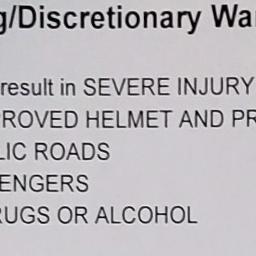 g/Discretionary Wa
result in SEVERE INJURY
ROVED HELMET AND PR
LIC ROADS
ENGERS
RUGS OR ALCOHOL